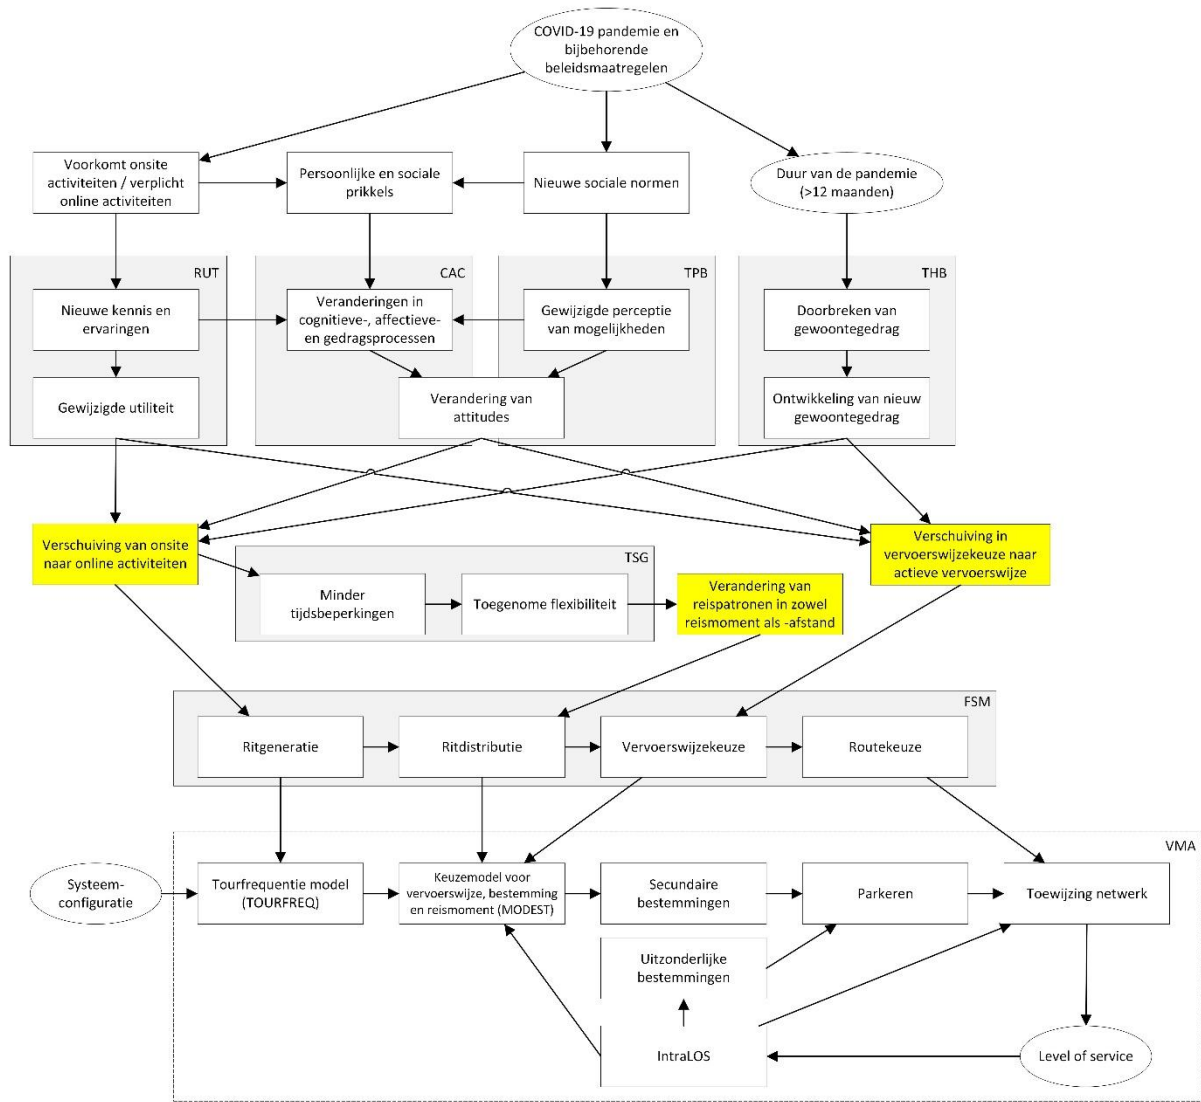 COVID-19 pandemie en
bijbehorende
beleidsmaatregelen
Voorkomt onsite
activiteiten / verplicht
online activiteiten
Persoonlijke en sociale
prikkels
Nieuwe sociale normen
Duur van de pandemie
(>12 maanden)
RUT
CAC
TPB
THB
Nieuwe kennis en
ervaringen
Veranderingen in
cognitieve-, affectieve-
en gedragsprocessen
Gewijzigde perceptie
van mogelijkheden
Doorbreken van
gewoontegedrag
Gewijzigde utiliteit
Verandering van
attitudes
Ontwikkeling van nieuw
gewoontegedrag
Verschuiving van onsite
naar online activiteiten
Verschuiving in
vervoerswijzekeuze naar
actieve vervoerswijze
TSG
Minder
tijdsbeperkingen
Toegenome flexibiliteit
Verandering van
reispatronen in zowel
reismoment als -afstand
FSM
Ritgeneratie
Ritdistributie
Vervoerswijzekeuze
Routekeuze
VMA
Systeem-
configuratie
Tourfrequentie model
(TOURFREQ)
Keuzemodel voor
vervoerswijze, bestemming
en reismoment (MODEST)
Secundaire
bestemmingen
Parkeren
Toewijzing netwerk
Uitzonderlijke
bestemmingen
IntraLOS
Level of service